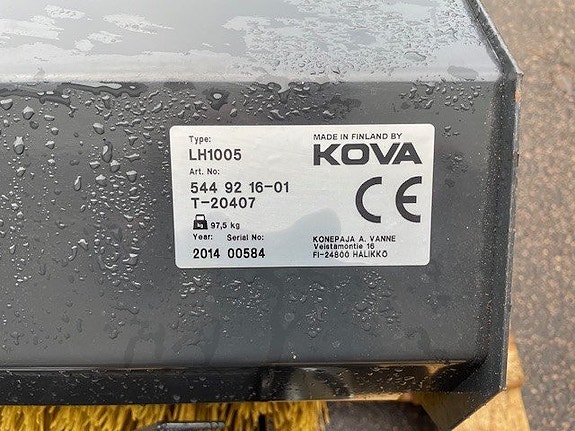 Type:
LH1005
Art. No:
544 92 16-01
T-20407
97,5 kg
Year: Serial No:
2014 00584
MADE IN FINLAND BY
KOVA
CE
KONEPAJA A. VANNE
Veistämöntie 16
FI-24800 HALIKKO